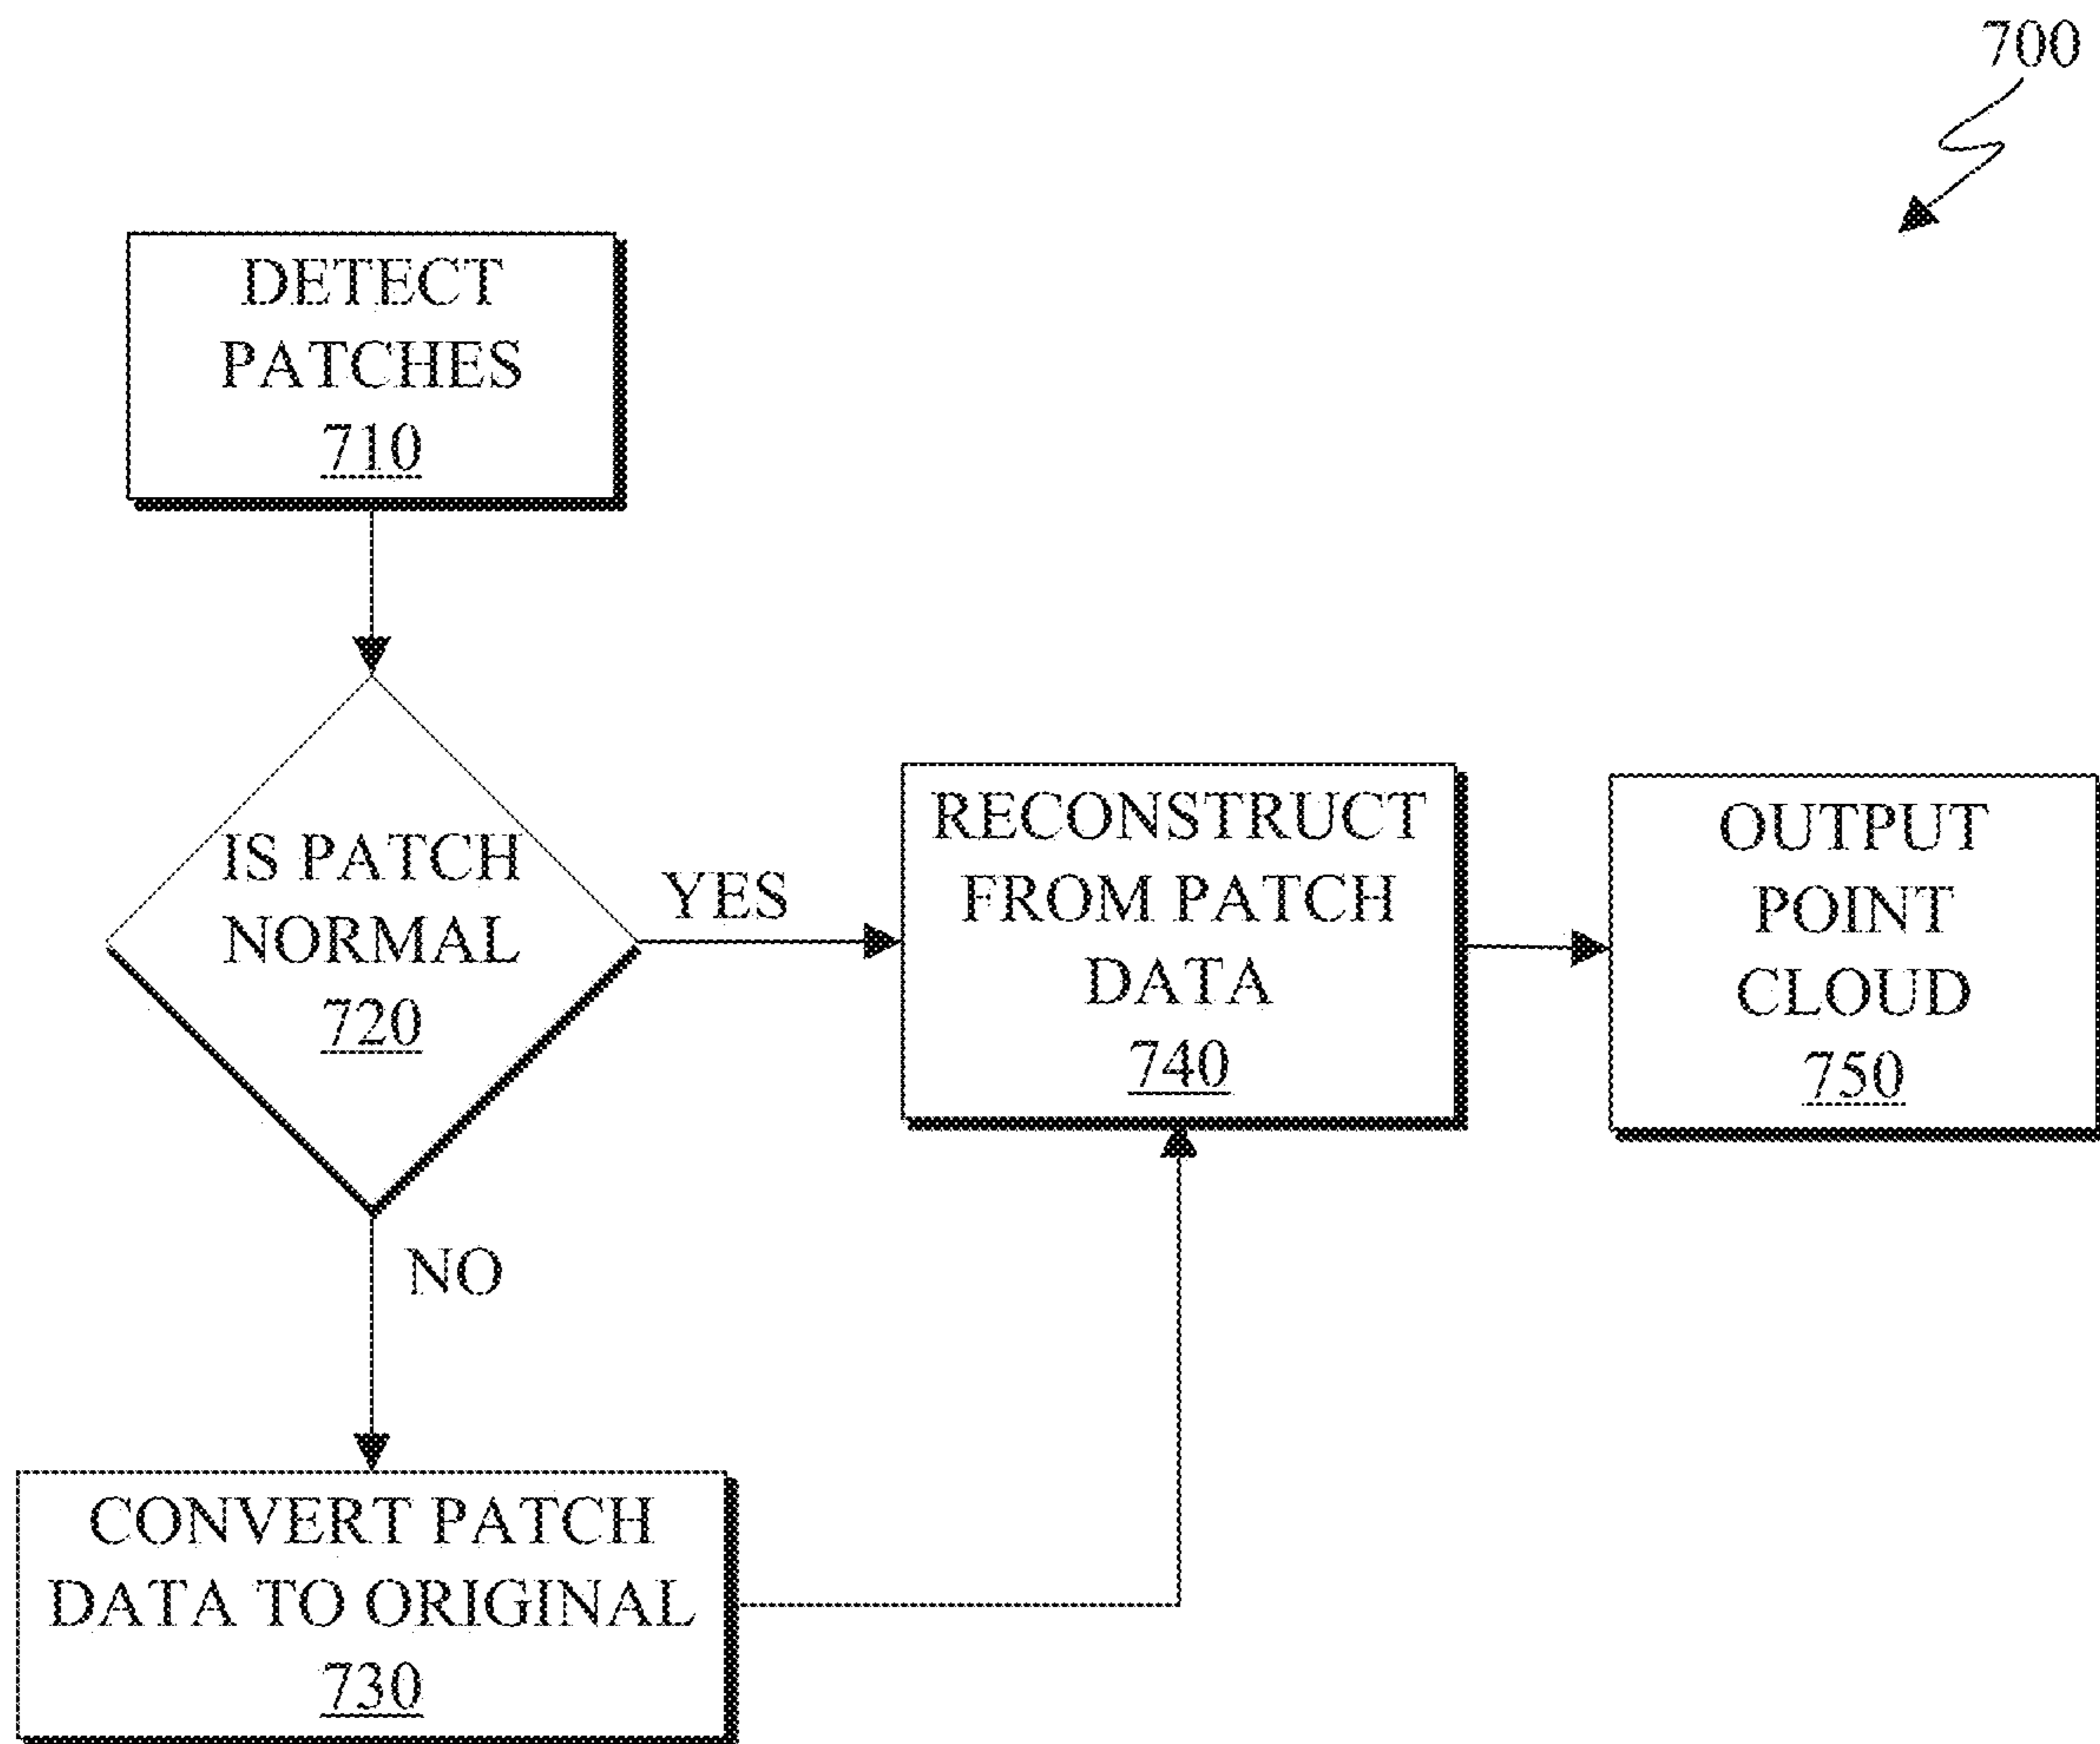 700
DETECT
PATCHES
710
IS PATCH
NORMAL
720
YES
NO
RECONSTRUCT
FROM PATCH
DATA
740
OUTPUT
POINT
CLOUD
750
CONVERT PATCH
DATA TO ORIGINAL
730